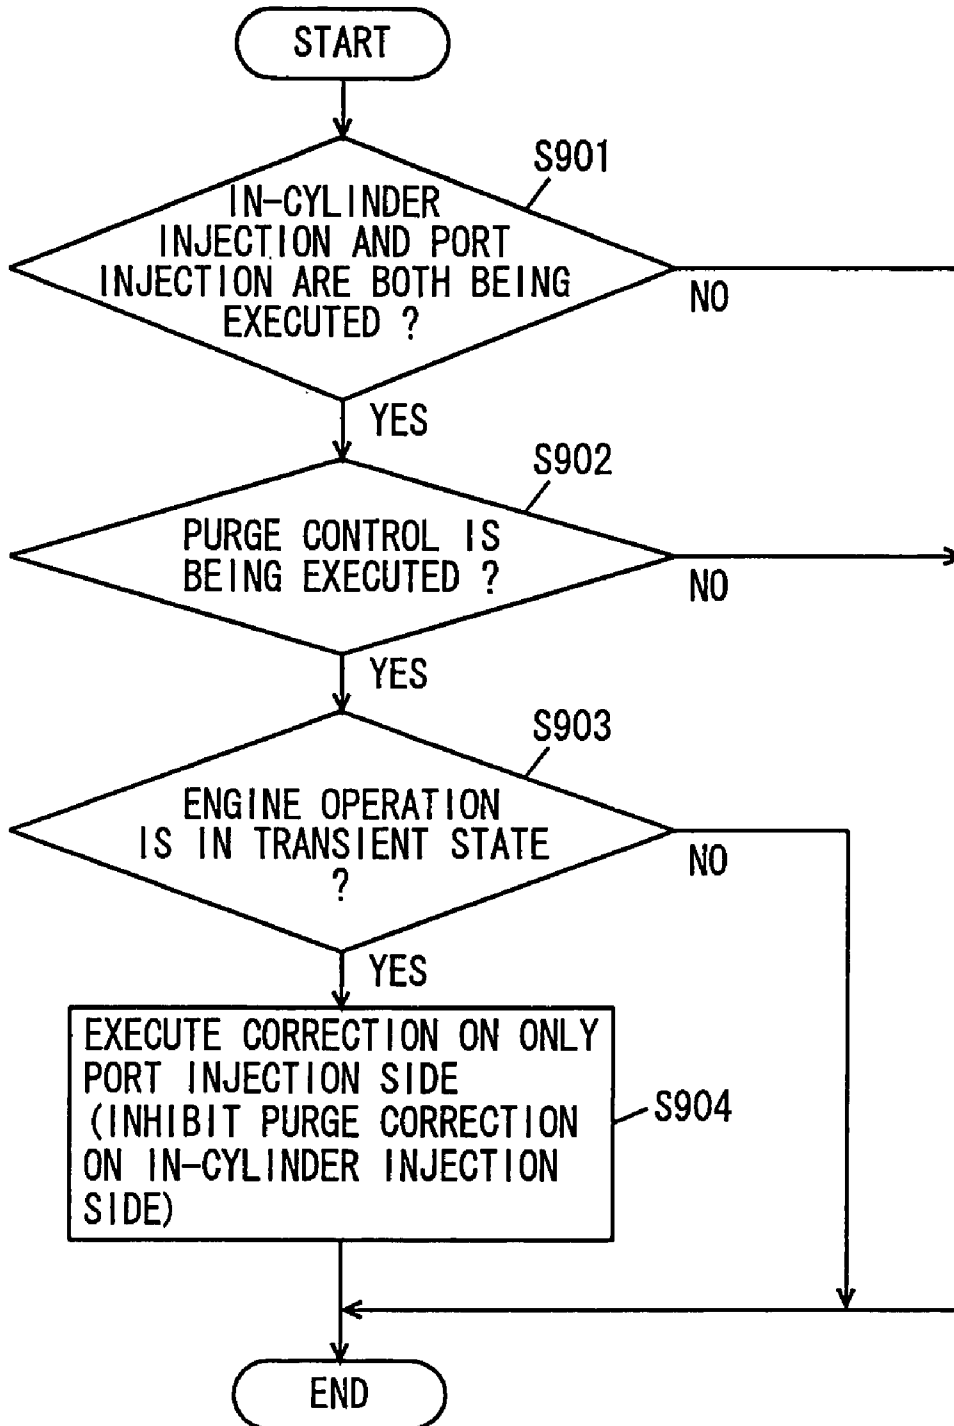 START
S901
IN-CYLINDER
INJECTION AND PORT
INJECTION ARE BOTH BEING
EXECUTED ?
NO
YES
S902
PURGE CONTROL IS
BEING EXECUTED ?
NO
YES
S903
ENGINE OPERATION
IS IN TRANSIENT STATE
?
NO
YES
EXECUTE CORRECTION ON ONLY
PORT INJECTION SIDE
(INHIBIT PURGE CORRECTION
ON IN-CYLINDER INJECTION
SIDE)
S904
END